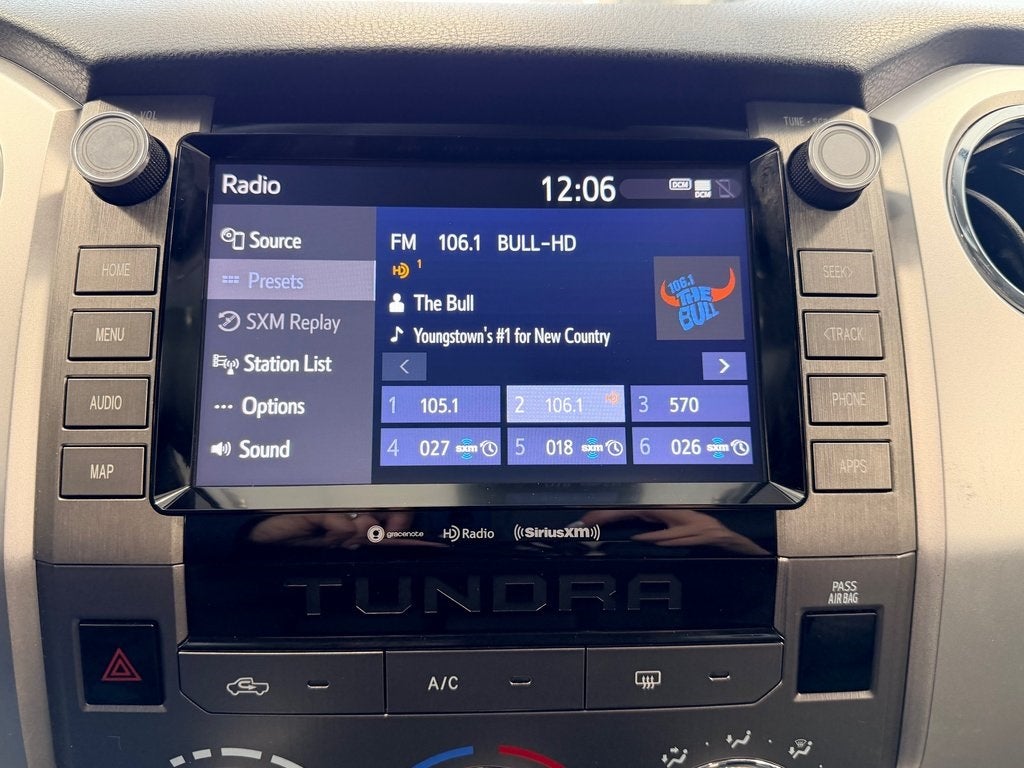 VOL
TUNE • SCROLL
Radio
12:06
DCM
DCM
HOME
MENU
AUDIO
MAP
Source
Presets
SXM Replay
Station List
Options
Sound
FM 106.1 BULL-HD
HD 1
The Bull
Youngstown's #1 for New Country
106.1
THE
BULL
< >
1 105.1
2 106.1
3 570
4 027 sxm
5 018 sxm
6 026 sxm
SEEK>
<TRACK
PHONE
APPS
gracenote
HD Radio
((SiriusXM))
TUNDRA
PASS
AIR BAG
A/C